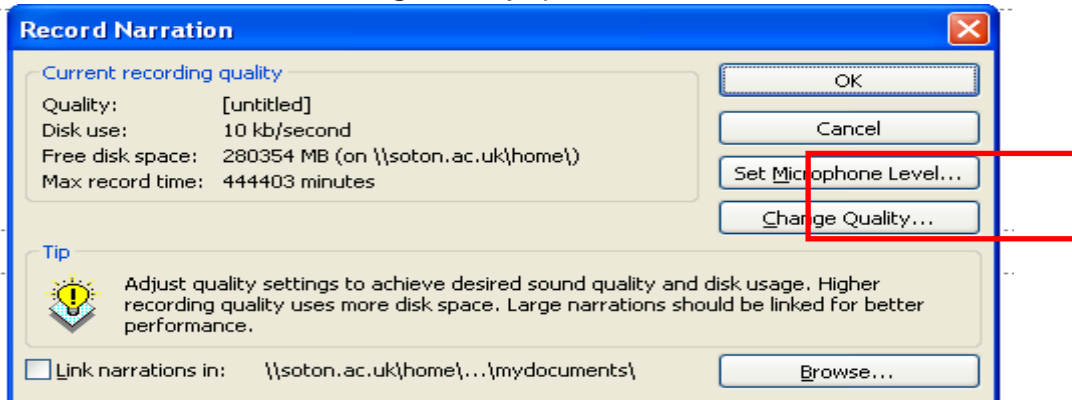 Record Narration
Current recording quality
OK
Quality: [untitled]
Disk use: 10 kb/second
Cancel
Free disk space: 280354 MB (on \\soton.ac.uk\home\)
Set Microphone Level...
Max record time: 444403 minutes
Change Quality...
Tip
Adjust quality settings to achieve desired sound quality and disk usage. Higher
recording quality uses more disk space. Large narrations should be linked for better
performance.
Link narrations in: \\soton.ac.uk\home\...\mydocuments\
Browse...